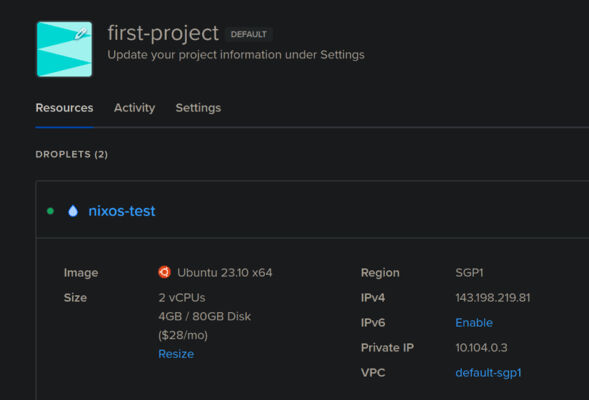 first-project DEFAULT
Update your project information under Settings
Resources Activity Settings
DROPLETS (2)
nixos-test
Image Ubuntu 23.10 x64 Region SGP1
Size 2 vCPUs IPv4 143.198.219.81
4GB / 80GB Disk IPv6 Enable
($28/mo) Private IP 10.104.0.3
Resize VPC default-sgp1